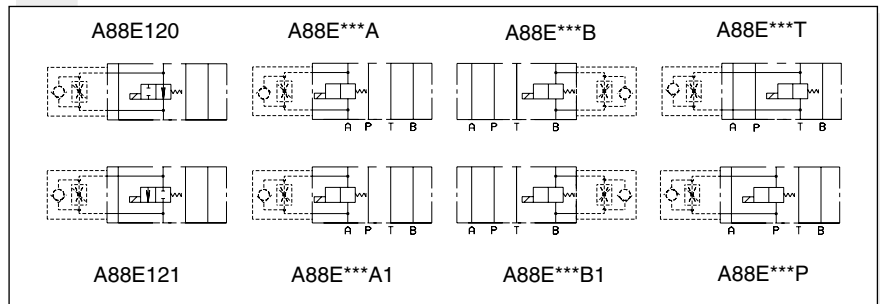 A88E120 A88E***A A88E***B A88E***T
A P T B A P T B A P T B
A P T B A P T B A P T B
A88E121 A88E***A1 A88E***B1 A88E***P